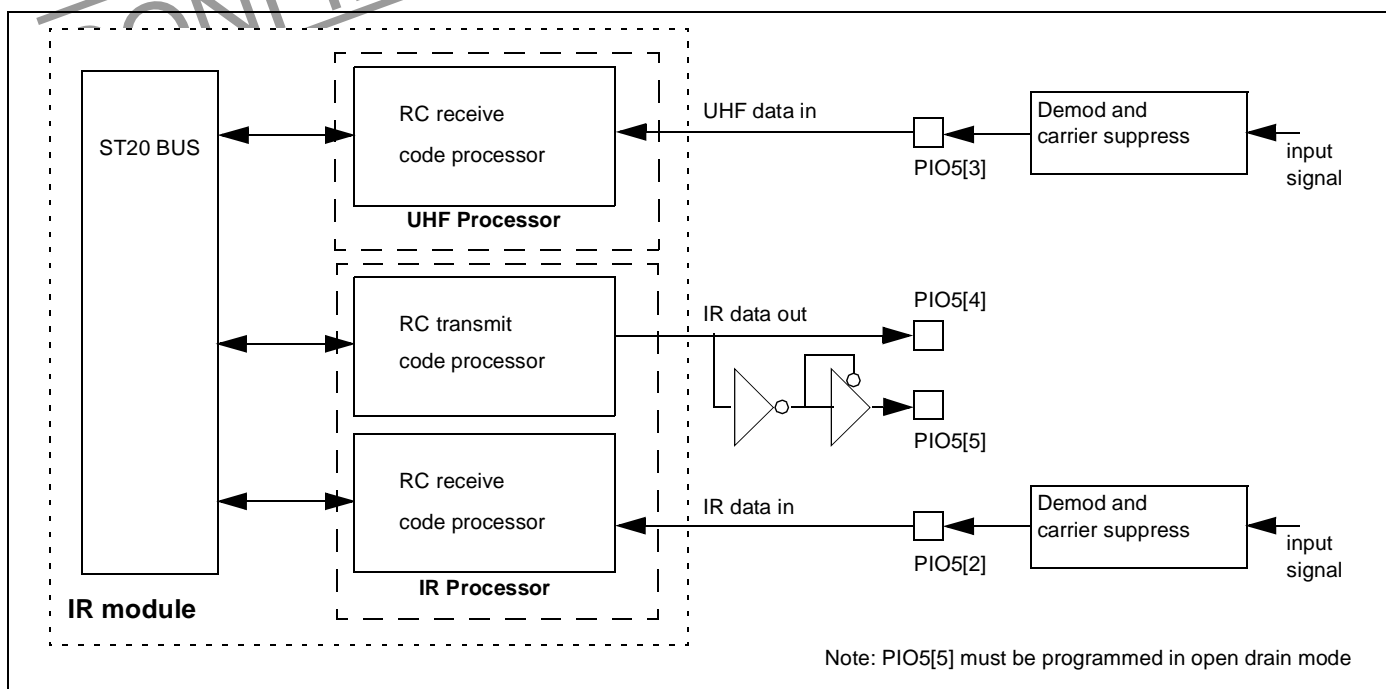 ST20 BUS
RC receive
code processor
UHF Processor
UHF data in
PIO5[3]
Demod and
carrier suppress
input
signal
RC transmit
code processor
IR data out
PIO5[4]
PIO5[5]
RC receive
code processor
IR Processor
IR data in
PIO5[2]
Demod and
carrier suppress
input
signal
IR module
Note: PIO5[5] must be programmed in open drain mode